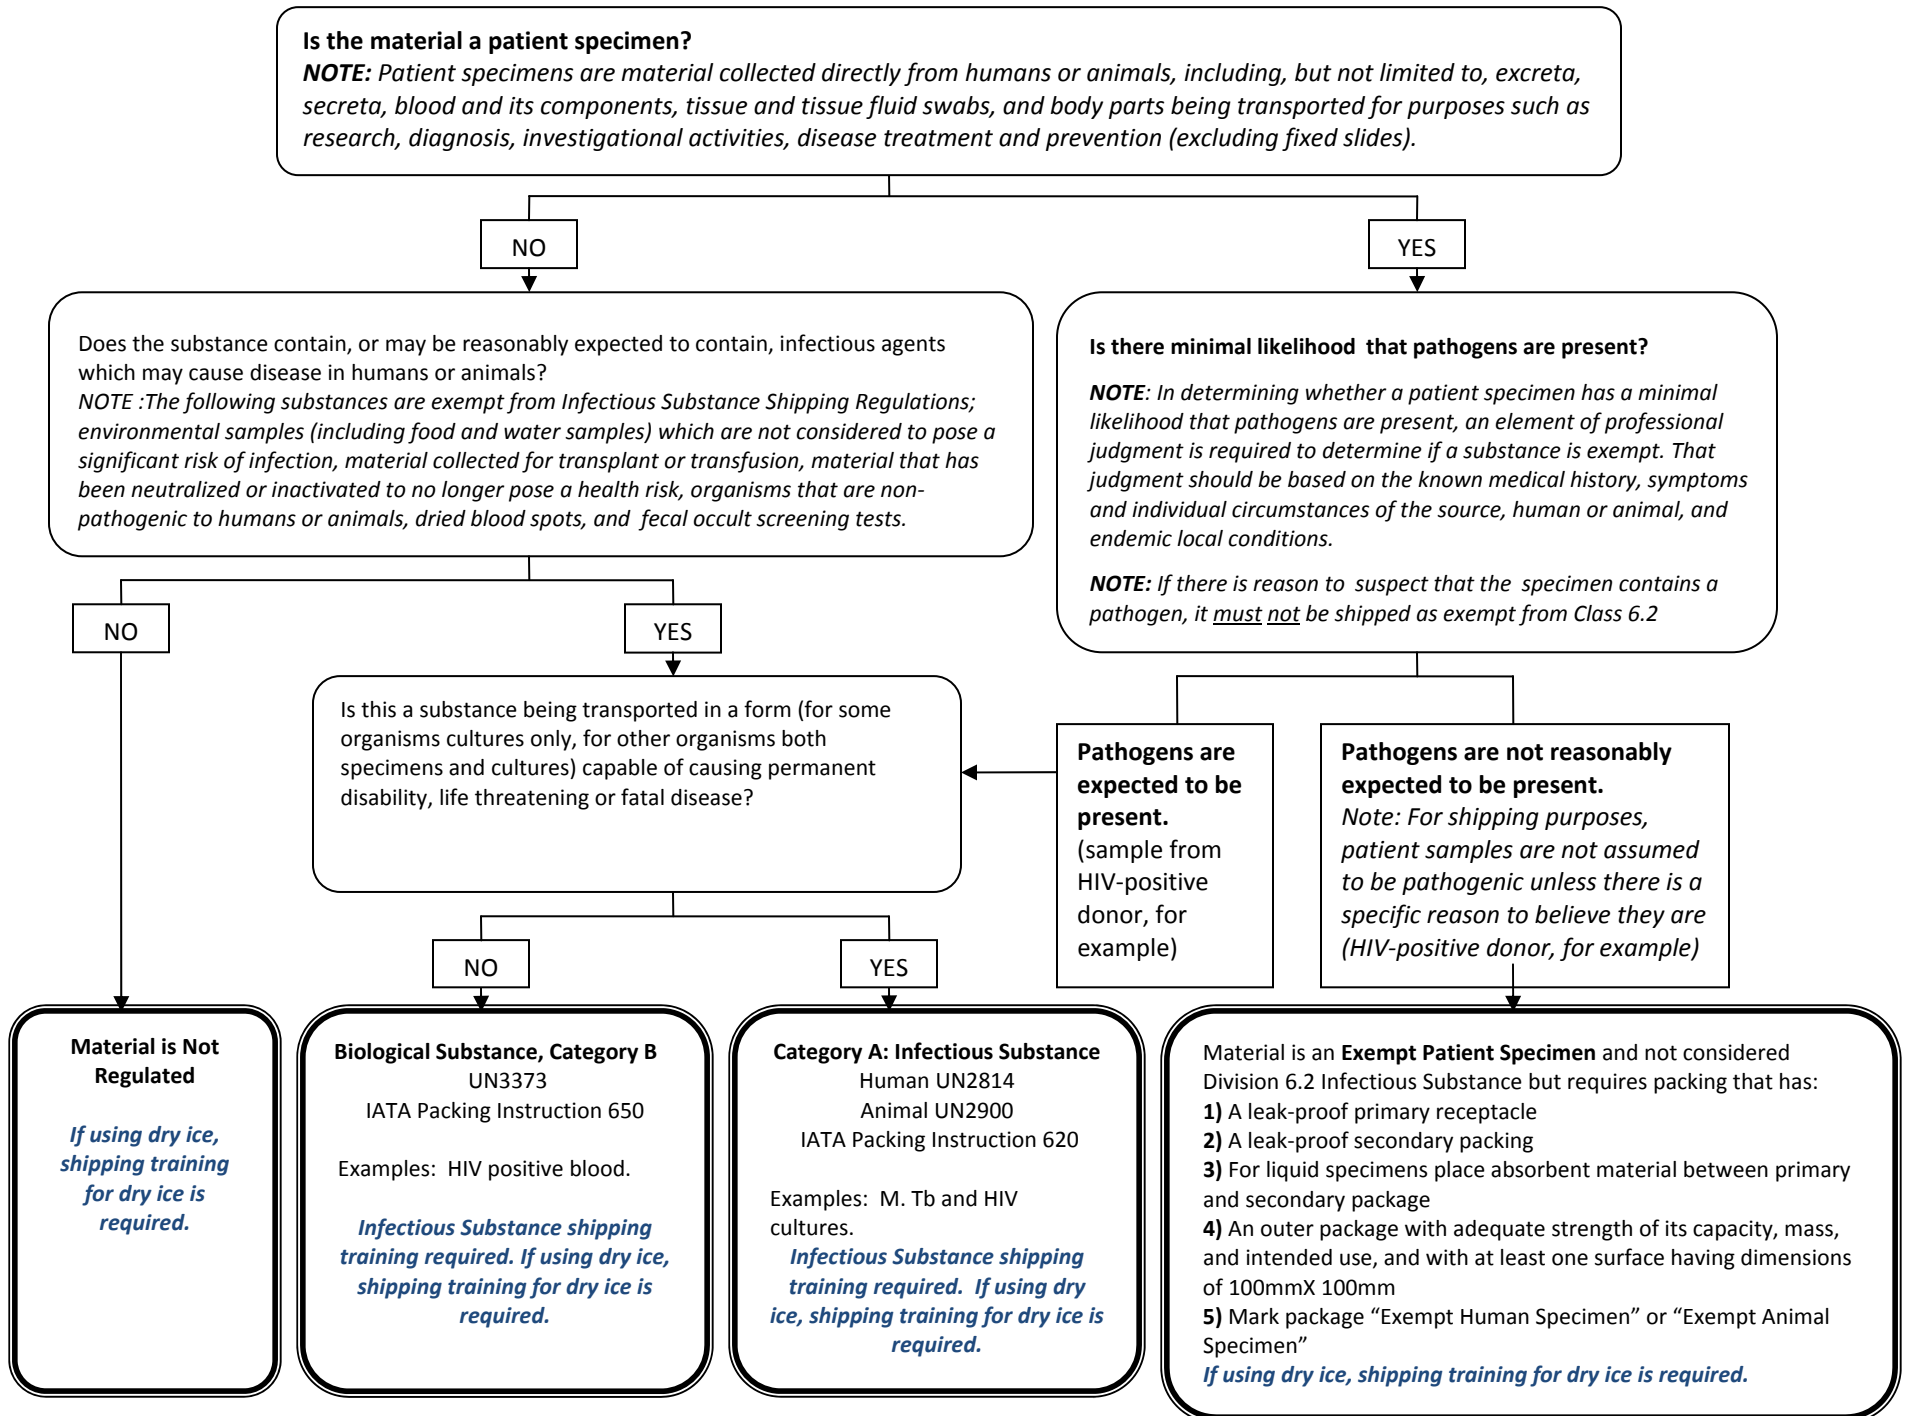 Is the material a patient specimen?
NOTE: Patient specimens are material collected directly from humans or animals, including, but not limited to, excreta,
secreta, blood and its components, tissue and tissue fluid swabs, and body parts being transported for purposes such as
research, diagnosis, investigational activities, disease treatment and prevention (excluding fixed slides).
NO
YES
Does the substance contain, or may be reasonably expected to contain, infectious agents
which may cause disease in humans or animals?
NOTE :The following substances are exempt from Infectious Substance Shipping Regulations;
environmental samples (including food and water samples) which are not considered to pose a
significant risk of infection, material collected for transplant or transfusion, material that has
been neutralized or inactivated to no longer pose a health risk, organisms that are non-
pathogenic to humans or animals, dried blood spots, and fecal occult screening tests.
Is there minimal likelihood that pathogens are present?
NOTE: In determining whether a patient specimen has a minimal
likelihood that pathogens are present, an element of professional
judgment is required to determine if a substance is exempt. That
judgment should be based on the known medical history, symptoms
and individual circumstances of the source, human or animal, and
endemic local conditions.
NOTE: If there is reason to suspect that the specimen contains a
pathogen, it must not be shipped as exempt from Class 6.2
NO
YES
Is this a substance being transported in a form (for some
organisms cultures only, for other organisms both
specimens and cultures) capable of causing permanent
disability, life threatening or fatal disease?
Pathogens are
expected to be
present.
(sample from
HIV-positive
donor, for
example)
Pathogens are not reasonably
expected to be present.
Note: For shipping purposes,
patient samples are not assumed
to be pathogenic unless there is a
specific reason to believe they are
(HIV-positive donor, for example)
NO
YES
Material is Not
Regulated
If using dry ice,
shipping training
for dry ice is
required.
Biological Substance, Category B
UN3373
IATA Packing Instruction 650
Examples: HIV positive blood.
Infectious Substance shipping
training required. If using dry ice,
shipping training for dry ice is
required.
Category A: Infectious Substance
Human UN2814
Animal UN2900
IATA Packing Instruction 620
Examples: M. Tb and HIV
cultures.
Infectious Substance shipping
training required. If using dry
ice, shipping training for dry ice is
required.
Material is an Exempt Patient Specimen and not considered
Division 6.2 Infectious Substance but requires packing that has:
1) A leak-proof primary receptacle
2) A leak-proof secondary packing
3) For liquid specimens place absorbent material between primary
and secondary package
4) An outer package with adequate strength of its capacity, mass,
and intended use, and with at least one surface having dimensions
of 100mmX 100mm
5) Mark package “Exempt Human Specimen” or “Exempt Animal
Specimen”
If using dry ice, shipping training for dry ice is required.